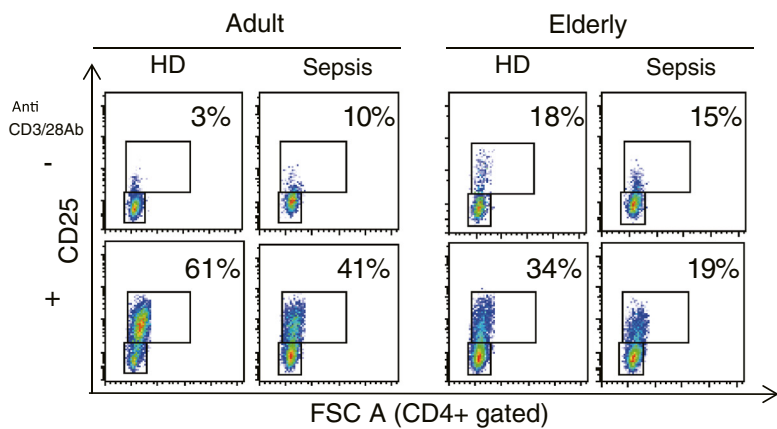 Adult Elderly
HD Sepsis HD Sepsis
Anti
CD3/28Ab
3% 10% 18% 15%
-
CD25
61% 41% 34% 19%
+
FSC A (CD4+ gated)